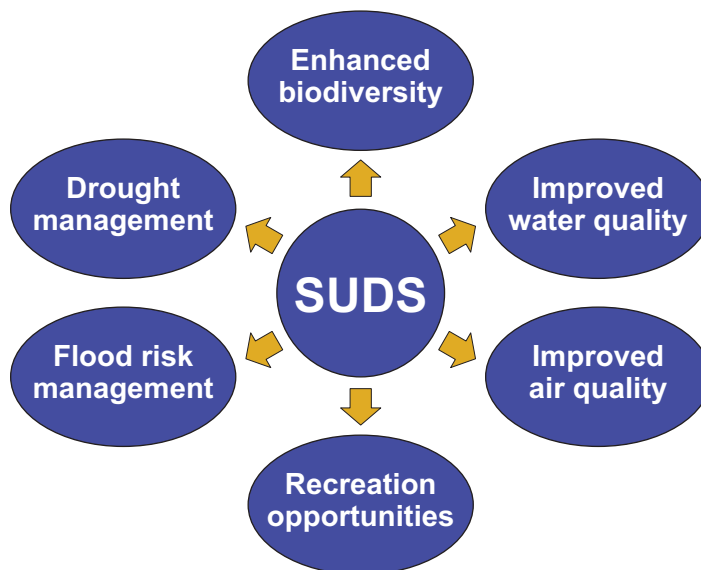 Enhanced
biodiversity
Drought
management
Improved
water quality
SUDS
Flood risk
management
Improved
air quality
Recreation
opportunities